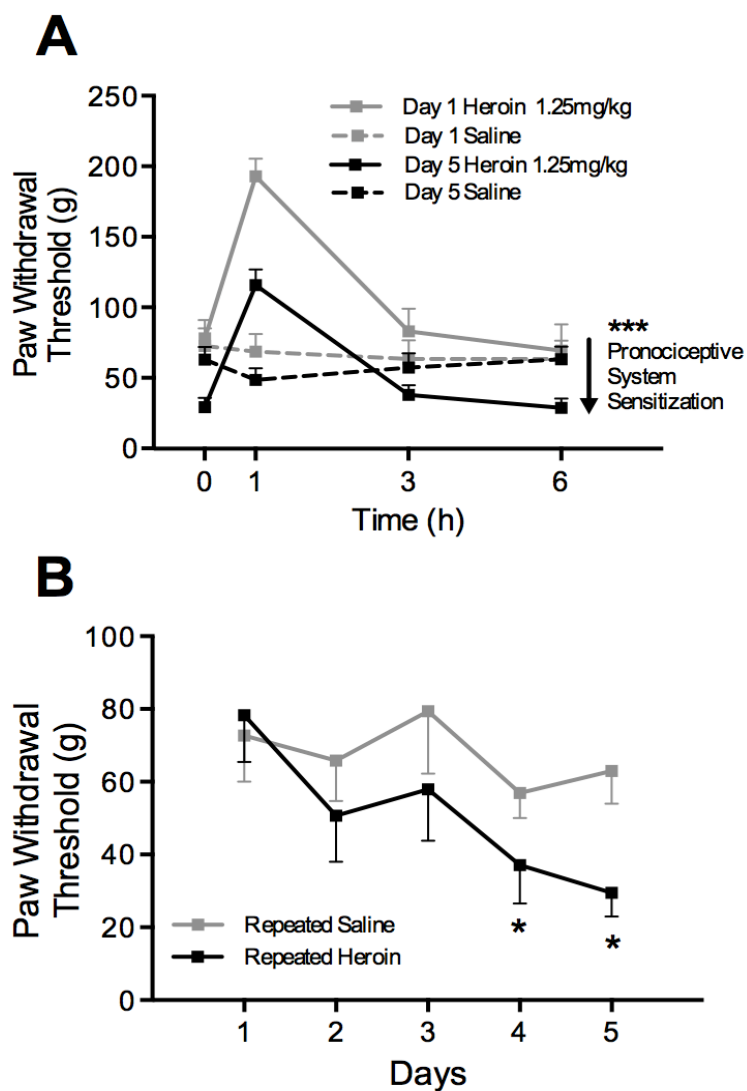 A
250
200
150
100
50
0
Paw Withdrawal
Threshold (g)
Day 1 Heroin 1.25mg/kg
Day 1 Saline
Day 5 Heroin 1.25mg/kg
Day 5 Saline
***
Pronociceptive
System
Sensitization
0 1 3 6
Time (h)
B
100
80
60
40
20
0
Paw Withdrawal
Threshold (g)
Repeated Saline
Repeated Heroin
* *
1 2 3 4 5
Days